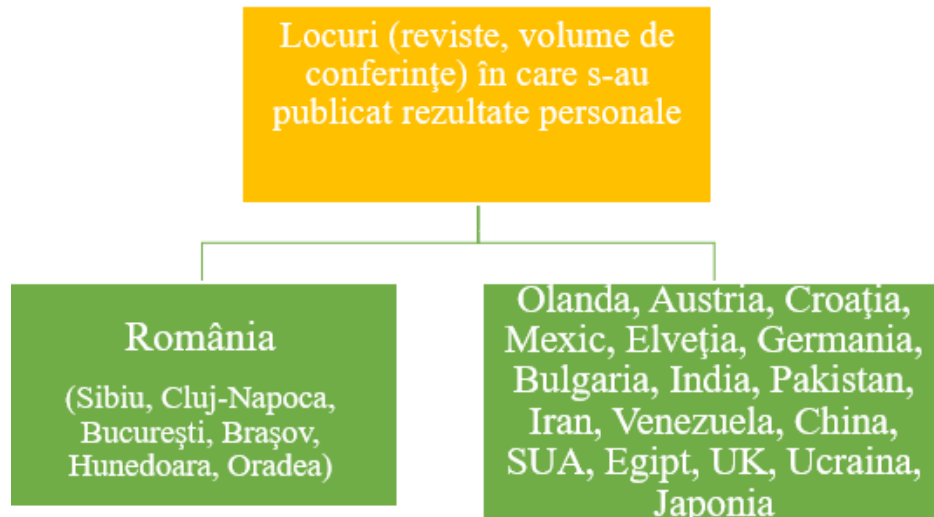 Locuri (reviste, volume de
conferinţe) în care s-au
publicat rezultate personale
România
(Sibiu, Cluj-Napoca,
Bucureşti, Braşov,
Hunedoara, Oradea)
Olanda, Austria, Croaţia,
Mexic, Elveţia, Germania,
Bulgaria, India, Pakistan,
Iran, Venezuela, China,
SUA, Egipt, UK, Ucraina,
Japonia